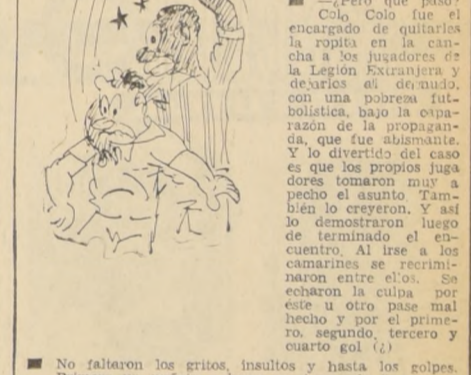 —¿Pero qué pasó?
Colo Colo fue el
encargado de quitarles
la ropita en la can-
cha a los jugadores de
la Legión Extranjera y
dejarlos allí desnudo,
con una pobreza fut-
bolística, bajo la capa-
razón de la propagan-
da, que fue abismante.
Y lo divertido del caso
es que los propios juga
dores tomaron muy a
pecho el asunto. Tam-
bién lo creyeron. Y así
lo demostraron luego
de terminado el en-
cuentro. Al irse a los
camarines se recrimi-
naron entre ellos. Se
echaron la culpa por
éste u otro pase mal
hecho y por el prime-
ro, segundo, tercero y
cuarto gol (¿)
No faltaron los gritos, insultos y hasta los golpes.